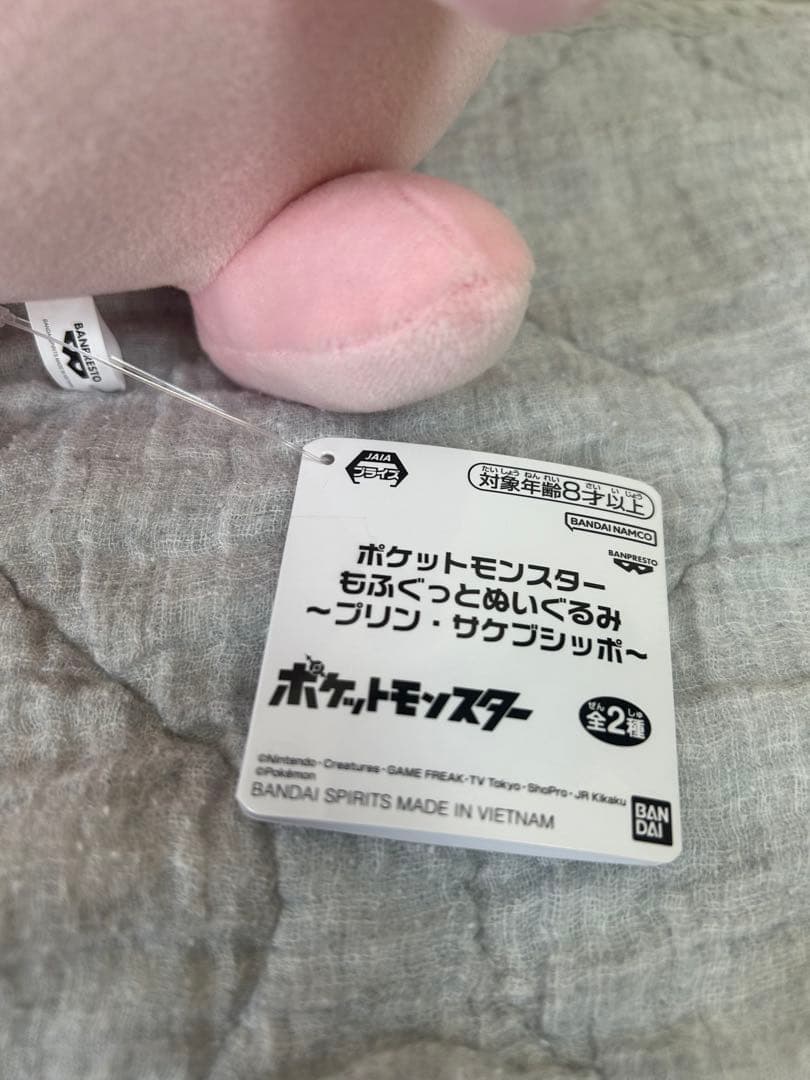 BANPRESTO
JAIA
プライズ
たいしょう ねんれい さい いじょう
対象年齢8才以上
BANDAI NAMCO
BANPRESTO
ポケットモンスター
もふぐっとぬいぐるみ
～プリン・サケブシッポ～
ポケットモンスター
ぜん しゅ
全2種
©Nintendo・Creatures・GAME FREAK・TV Tokyo・ShoPro・JR Kikaku
©Pokémon
BANDAI SPIRITS MADE IN VIETNAM
BAN
DAI